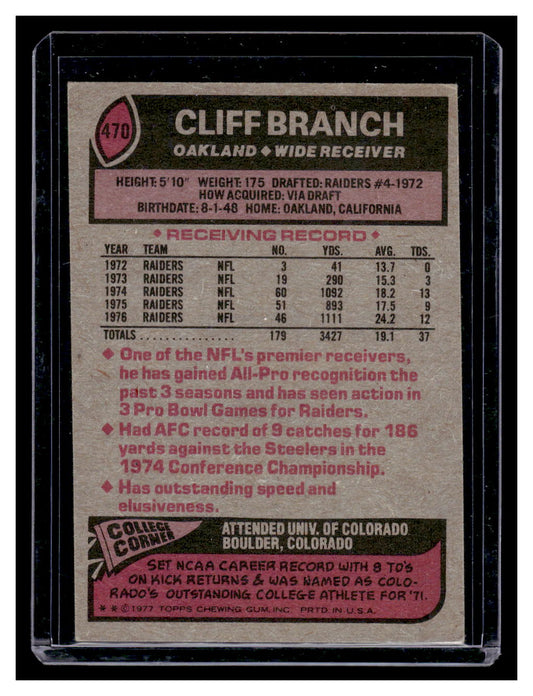 470
CLIFF BRANCH
OAKLAND ◆ WIDE RECEIVER
HEIGHT: 5'10" WEIGHT: 175 DRAFTED: RAIDERS #4-1972
HOW ACQUIRED: VIA DRAFT
BIRTHDATE: 8-1-48 HOME: OAKLAND, CALIFORNIA
◆ RECEIVING RECORD ◆
YEAR TEAM NO. YDS. AVG. TDS.
1972 RAIDERS NFL 3 41 13.7 0
1973 RAIDERS NFL 19 290 15.3 3
1974 RAIDERS NFL 60 1092 18.2 13
1975 RAIDERS NFL 51 893 17.5 9
1976 RAIDERS NFL 46 1111 24.2 12
TOTALS ................ 179 3427 19.1 37
◆ One of the NFL's premier receivers,
he has gained All-Pro recognition the
past 3 seasons and has seen action in
3 Pro Bowl Games for Raiders.
◆ Had AFC record of 9 catches for 186
yards against the Steelers in the
1974 Conference Championship.
◆ Has outstanding speed and
elusiveness.
COLLEGE
CORNER
ATTENDED UNIV. OF COLORADO
BOULDER, COLORADO
SET NCAA CAREER RECORD WITH 8 TD'S
ON KICK RETURNS & WAS NAMED AS COLO-
RADO'S OUTSTANDING COLLEGE ATHLETE FOR '71.
* * ©1977 TOPPS CHEWING GUM, INC. PRTD. IN U.S.A.